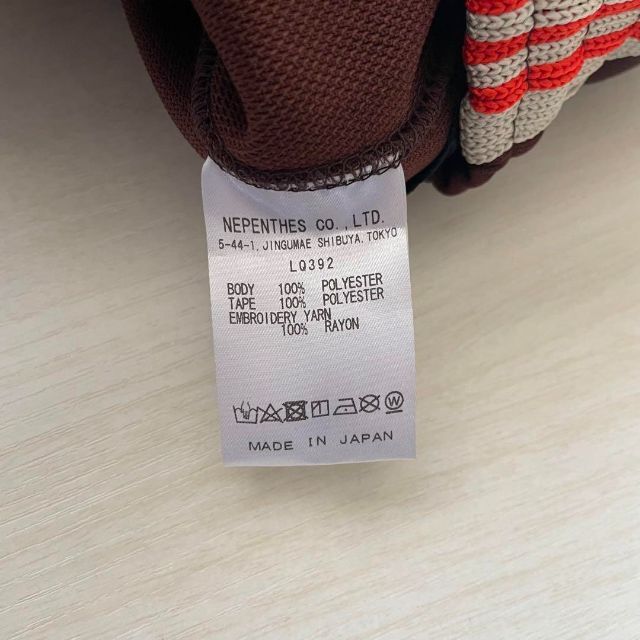 NEPENTHES CO.,LTD.
5-44-1, JINGUMAE SHIBUYA, TOKYO
LQ392
BODY 100% POLYESTER
TAPE 100% POLYESTER
EMBROIDERY YARN
100% RAYON
W
MADE IN JAPAN